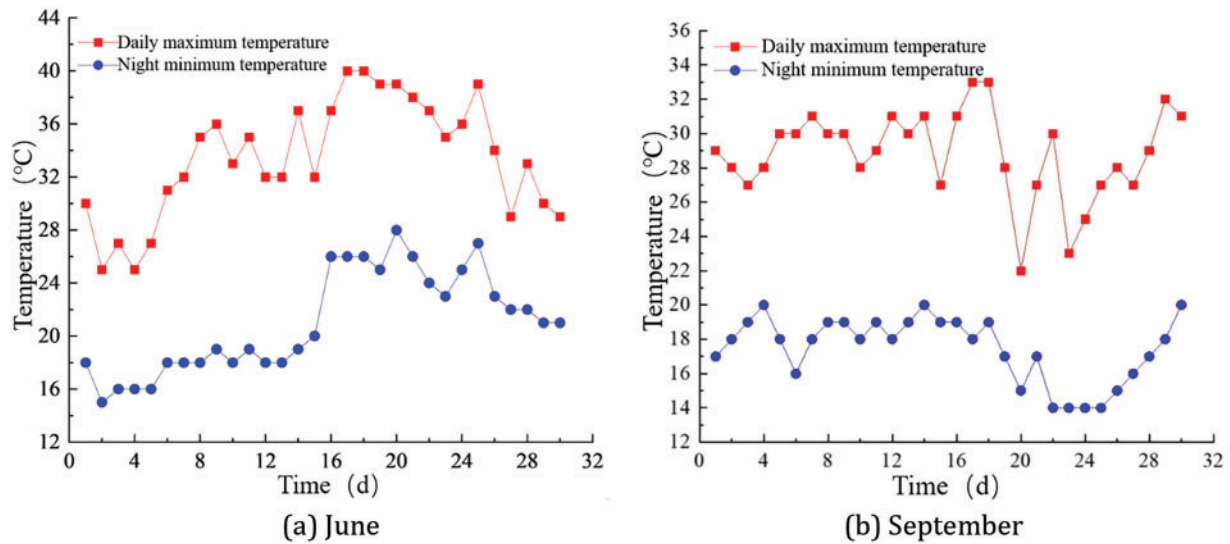 44
40
36
32
28
24
20
16
12
Temperature (℃)
Daily maximum temperature
Night minimum temperature
0 4 8 12 16 20 24 28 32
Time (d)
(a) June
36
34
32
30
28
26
24
22
20
18
16
14
12
Temperature (℃)
Daily maximum temperature
Night minimum temperature
0 4 8 12 16 20 24 28 32
Time (d)
(b) September